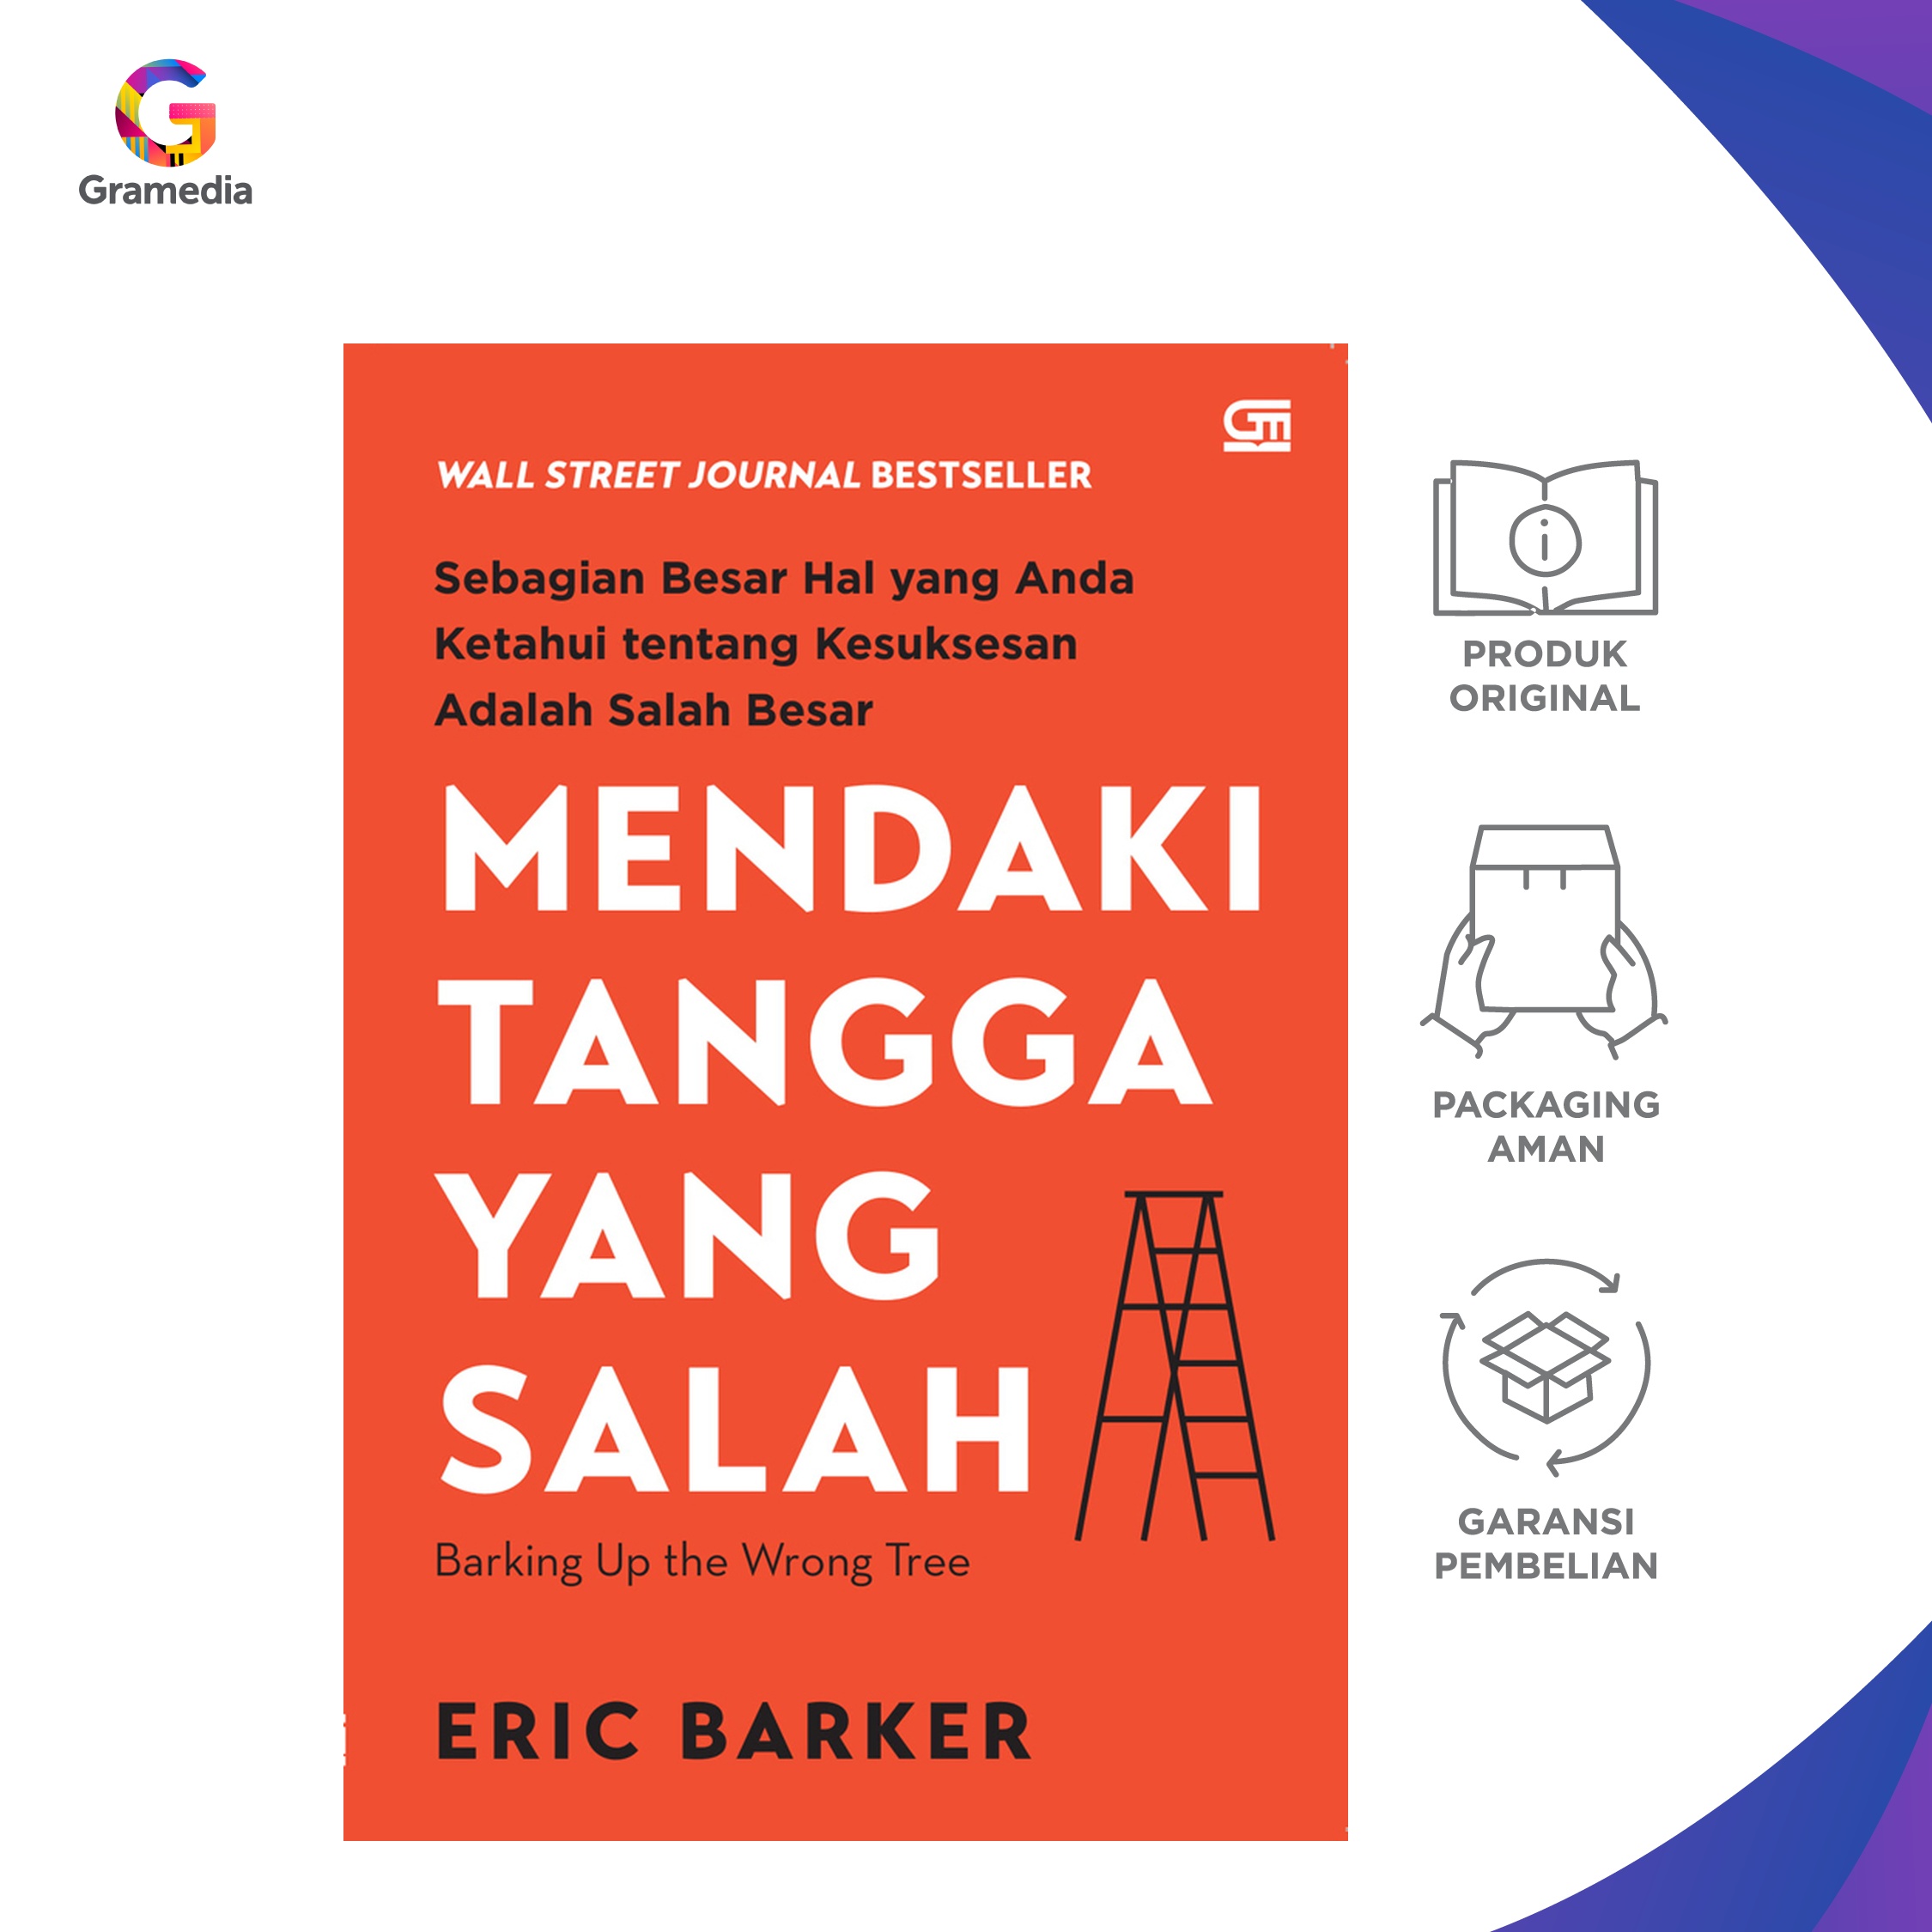 Gramedia
WALL STREET JOURNAL BESTSELLER
Sebagian Besar Hal yang Anda
Ketahui tentang Kesuksesan
Adalah Salah Besar
MENDAKI
TANGGA
YANG
SALAH
Barking Up the Wrong Tree
ERIC BARKER
PRODUK
ORIGINAL
PACKAGING
AMAN
GARANSI
PEMBELIAN